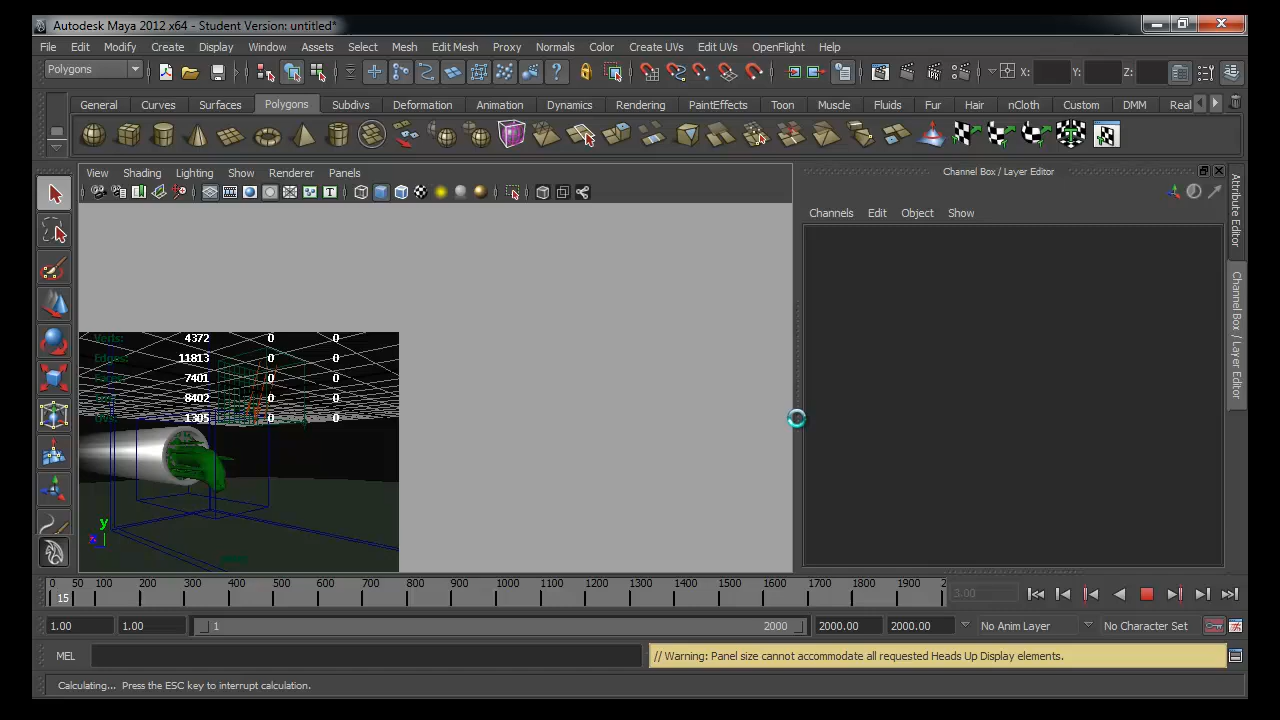 Autodesk Maya 2012 x64 - Student Version: untitled*
File Edit Modify Create Display Window Assets Select Mesh Edit Mesh Proxy Normals Color Create UVs Edit UVs OpenFlight Help
Polygons X: Y: Z:
General Curves Surfaces Polygons Subdivs Deformation Animation Dynamics Rendering PaintEffects Toon Muscle Fluids Fur Hair nCloth Custom DMM Real
View Shading Lighting Show Renderer Panels
Channel Box / Layer Editor
Channels Edit Object Show
Attribute Editor
Channel Box / Layer Editor
Verts: 4372 0 0
Edges: 11813 0 0
7401 0 0
8402 0 0
1305 0 0
y
0 50 100 200 300 400 500 600 700 800 900 1000 1100 1200 1300 1400 1500 1600 1700 1800 1900 2
15
3.00
1.00 1.00 1 2000 2000.00 2000.00 No Anim Layer No Character Set
MEL // Warning: Panel size cannot accommodate all requested Heads Up Display elements.
Calculating... Press the ESC key to interrupt calculation.